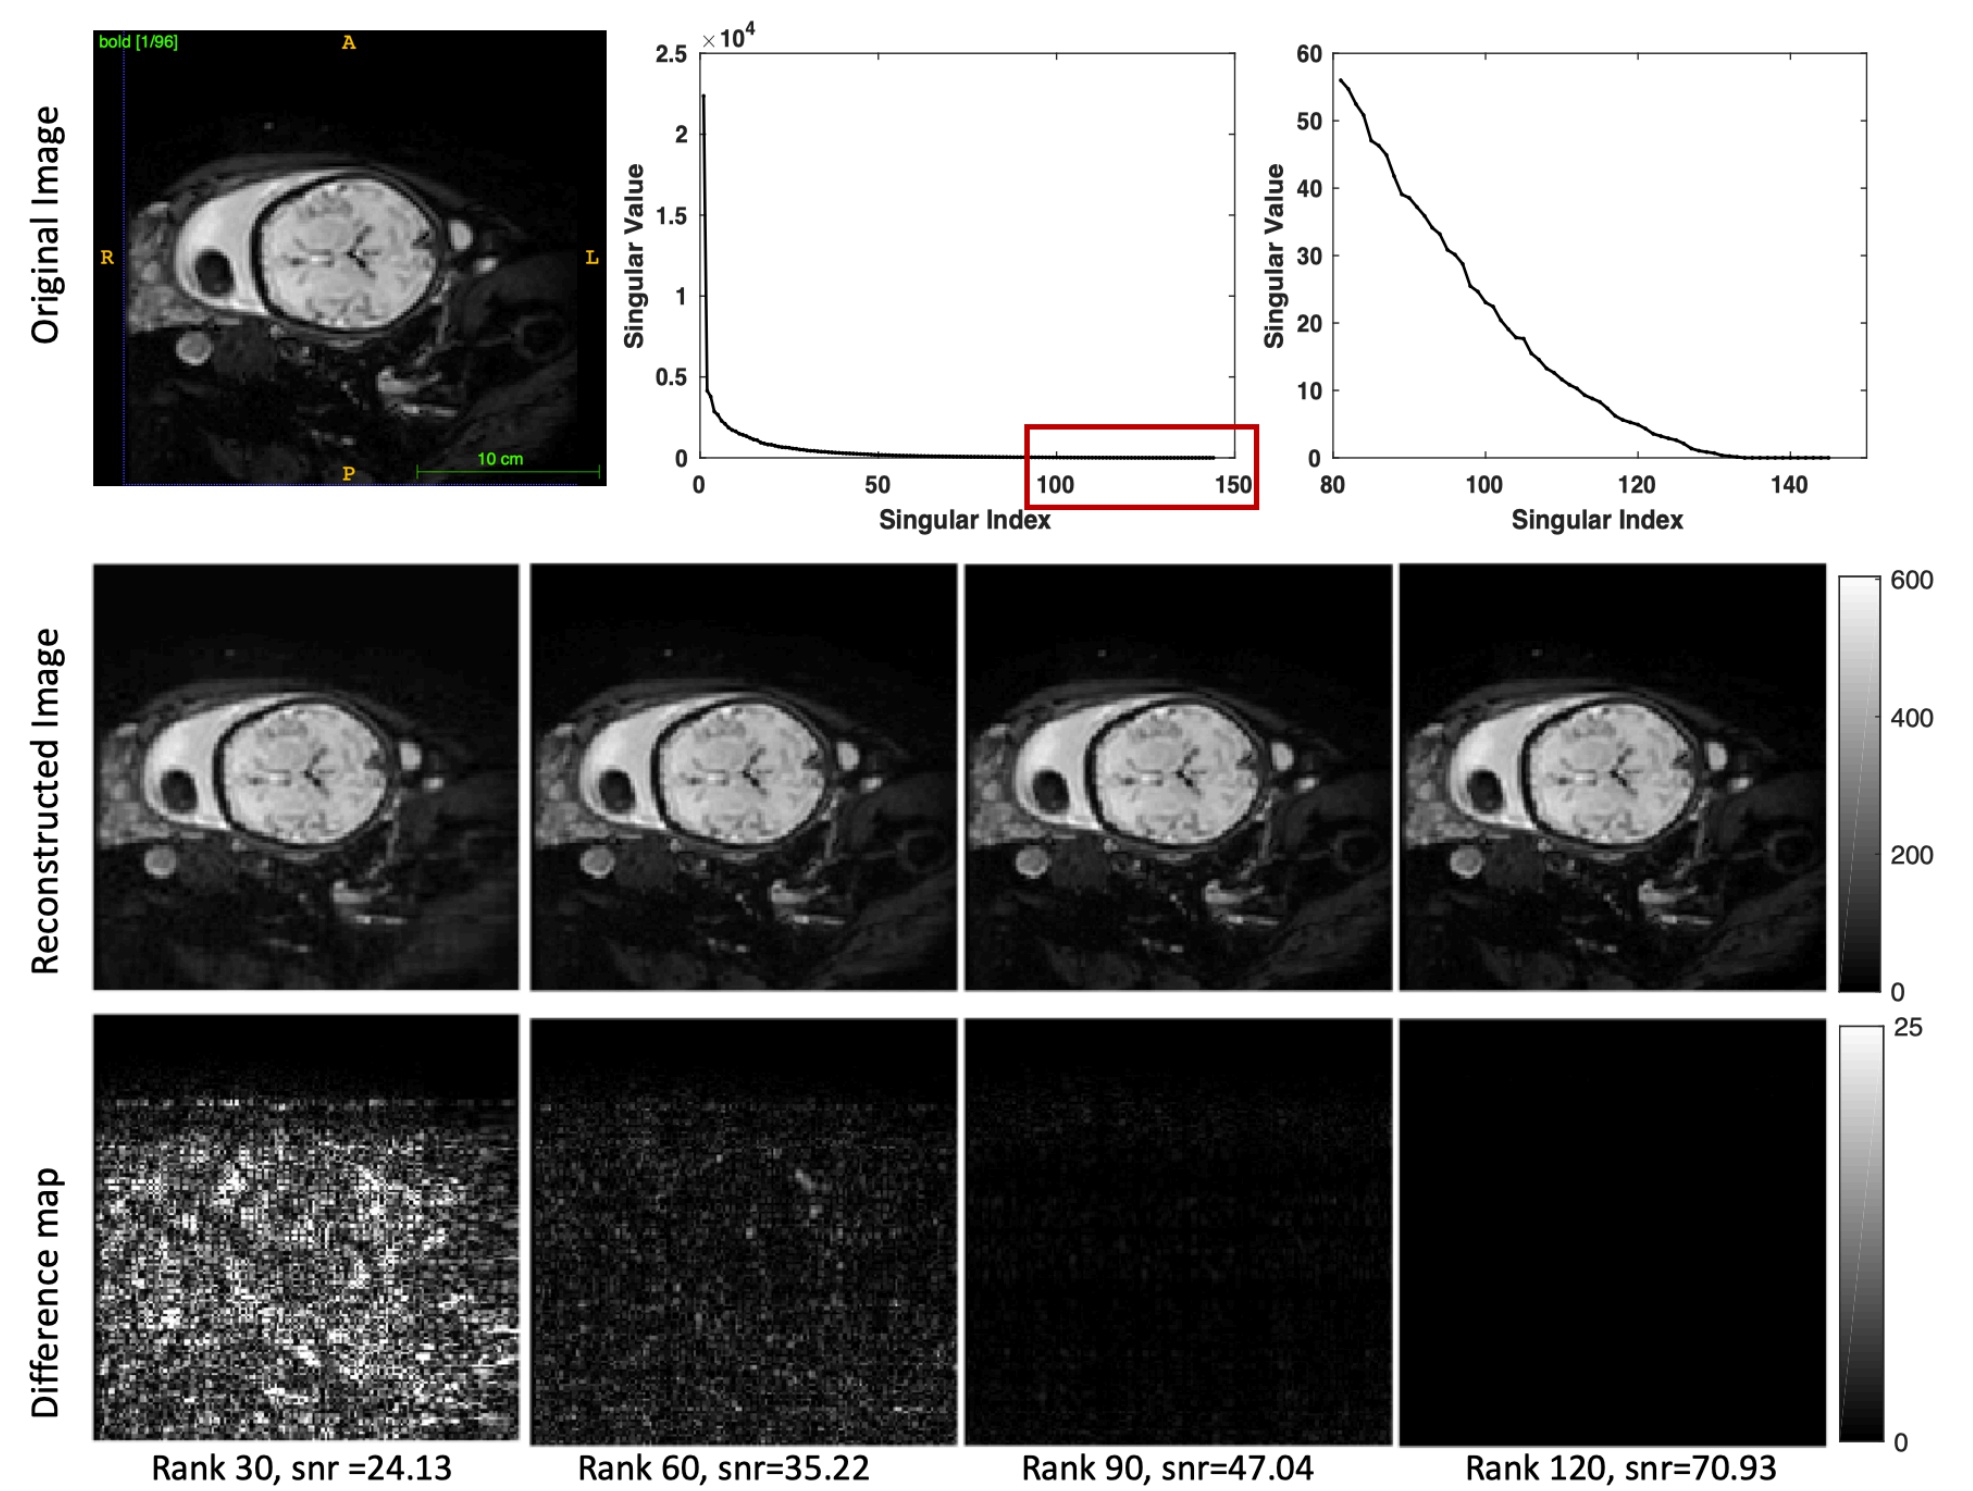 Original Image
bold [1/96]
A
R
L
P
10 cm
×10⁴
2.5
2
1.5
1
0.5
0
Singular Value
0 50 100 150
Singular Index
60
50
40
30
20
10
0
Singular Value
80 100 120 140
Singular Index
Reconstructed Image
600
400
200
0
Difference map
25
0
Rank 30, snr =24.13
Rank 60, snr=35.22
Rank 90, snr=47.04
Rank 120, snr=70.93